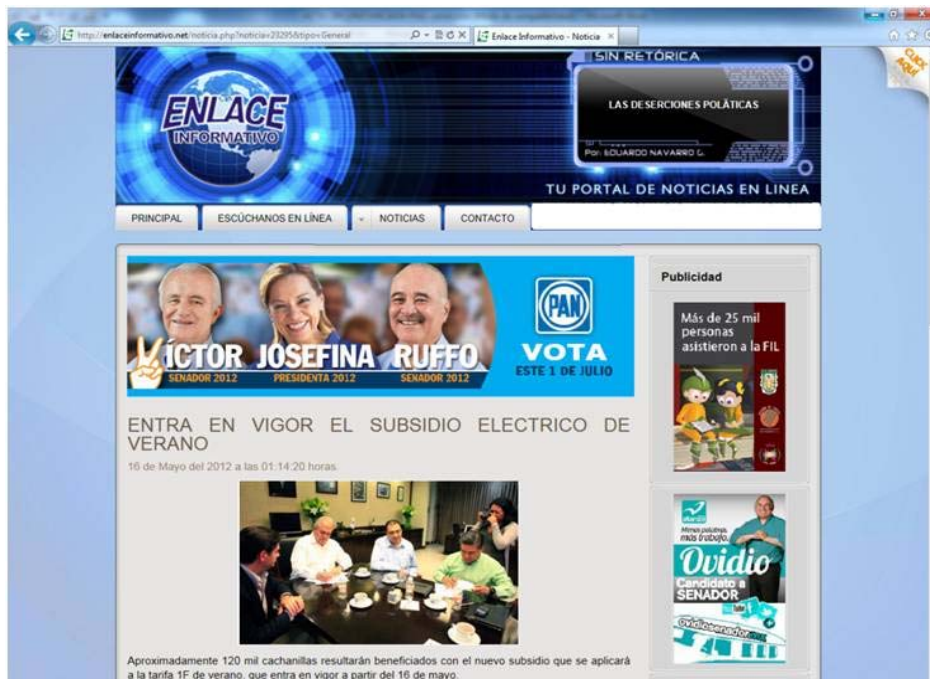 http://enlaceinformativo.net/noticia.php?noticia=23295&tipo=General
Enlace Informativo - Noticia
CLICK
AQUÍ
ENLACE
INFORMATIVO
SIN RETÓRICA
LAS DESERCIONES POLÃTICAS
Por: EDUARDO NAVARRO G.
TU PORTAL DE NOTICIAS EN LINEA
PRINCIPAL
ESCÚCHANOS EN LÍNEA
NOTICIAS
CONTACTO
VÍCTOR JOSEFINA RUFFO
SENADOR 2012 PRESIDENTA 2012 SENADOR 2012
PAN
VOTA
ESTE 1 DE JULIO
ENTRA EN VIGOR EL SUBSIDIO ELECTRICO DE
VERANO
16 de Mayo del 2012 a las 01:14:20 horas.
Aproximadamente 120 mil cachanillas resultarán beneficiados con el nuevo subsidio que se aplicará
a la tarifa 1F de verano, que entra en vigor a partir del 16 de mayo.
Publicidad
Más de 25 mil
personas
asistieron a la FIL
Menos palabras,
más trabajo.
Ovidio
Candidato a
SENADOR
You Tube